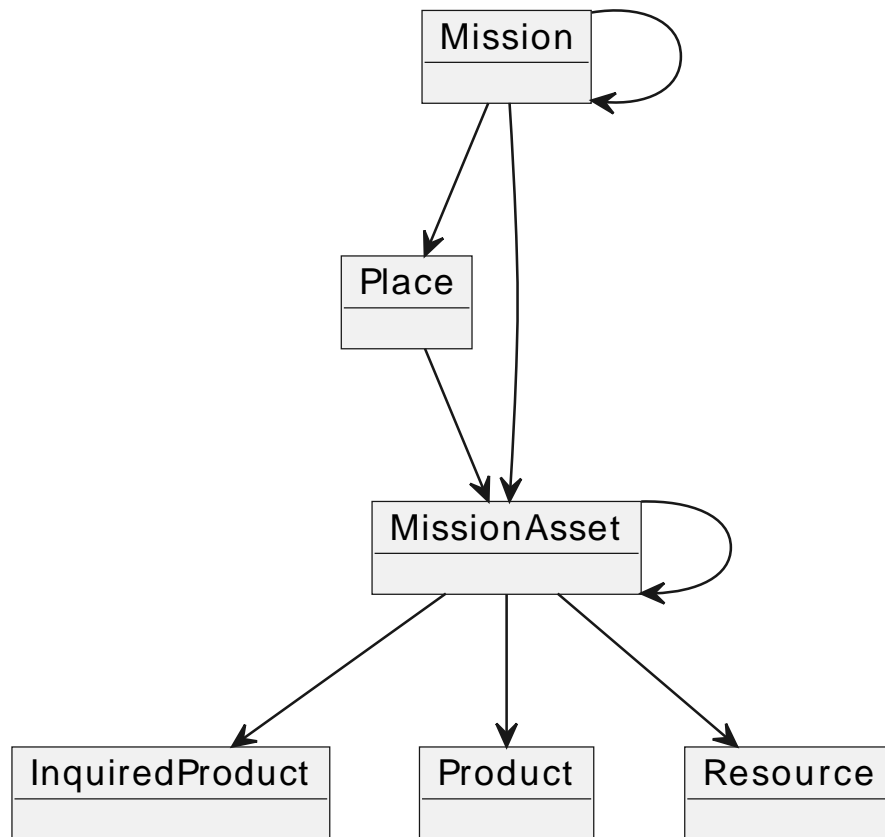 Mission
Place
MissionAsset
InquiredProduct
Product
Resource